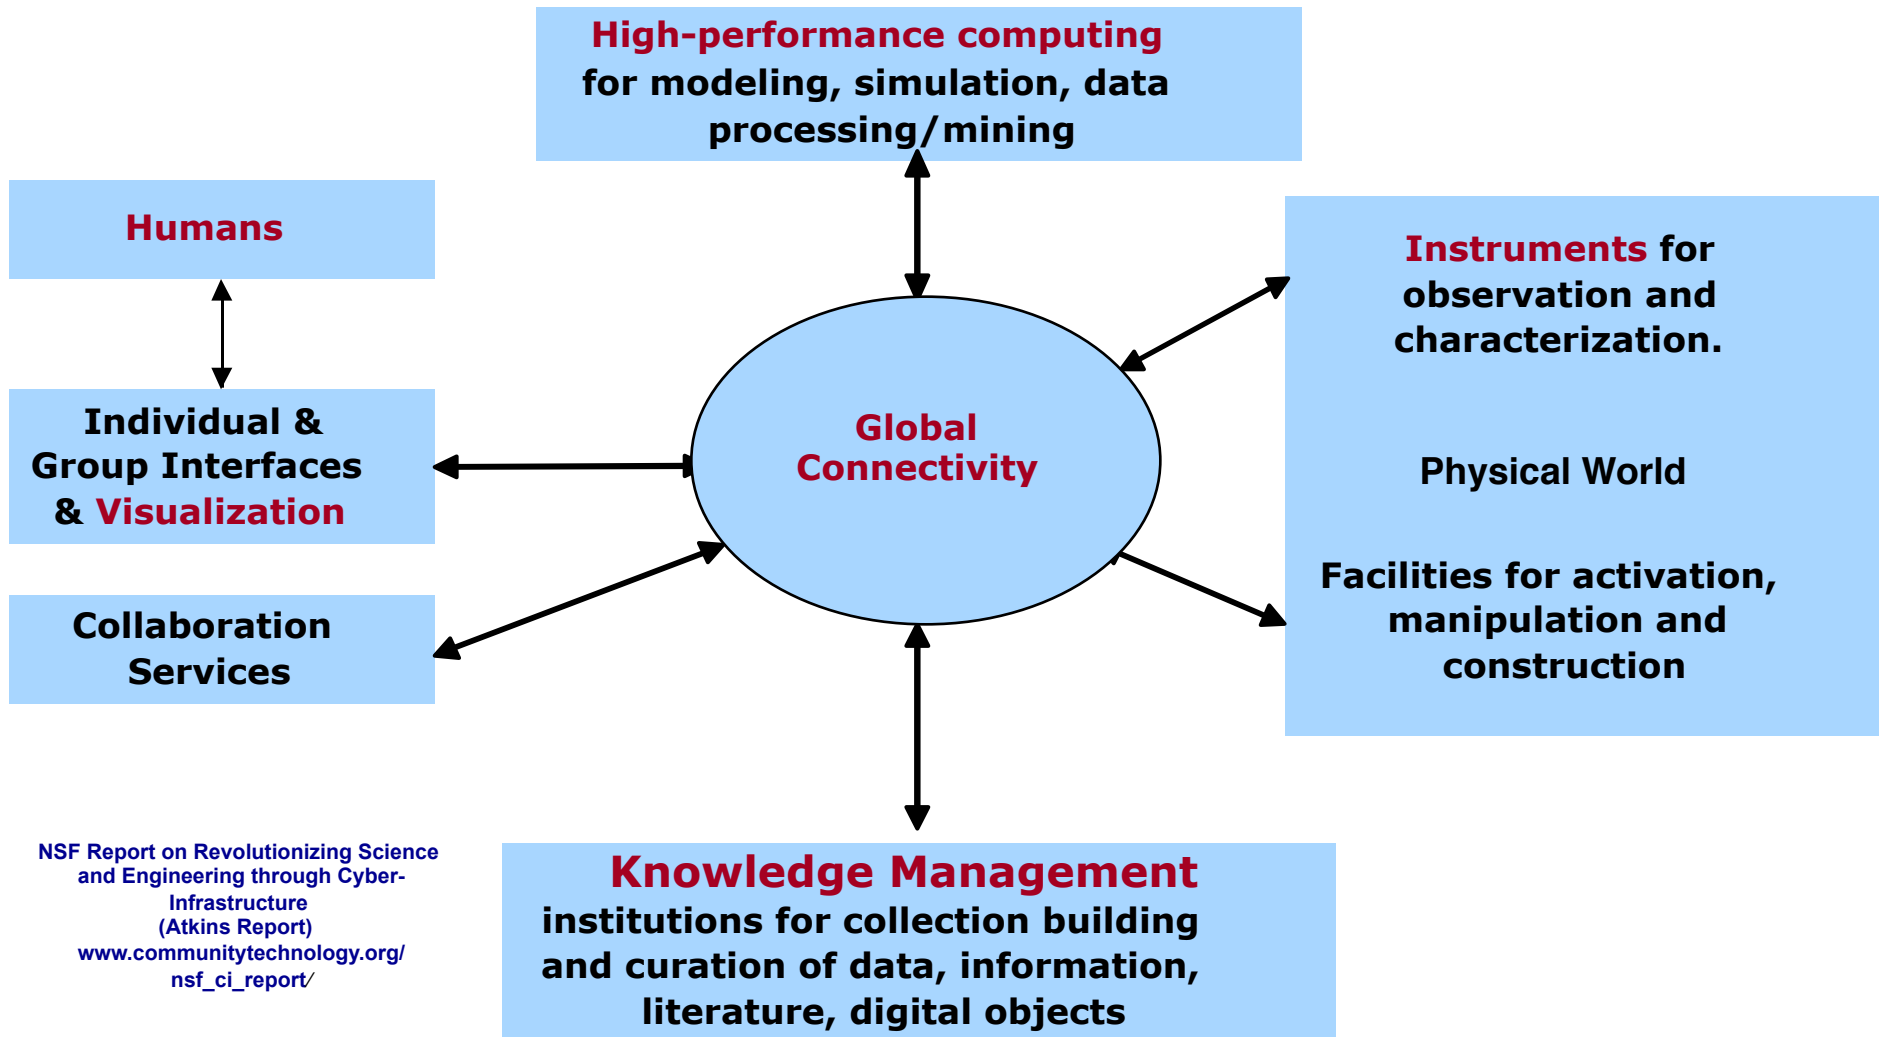 High-performance computing
for modeling, simulation, data
processing/mining
Humans
Instruments for
observation and
characterization.
Individual &
Group Interfaces
& Visualization
Global
Connectivity
Physical World
Collaboration
Services
Facilities for activation,
manipulation and
construction
NSF Report on Revolutionizing Science
and Engineering through Cyber-
Infrastructure
(Atkins Report)
www.communitytechnology.org/
nsf_ci_report/
Knowledge Management
institutions for collection building
and curation of data, information,
literature, digital objects